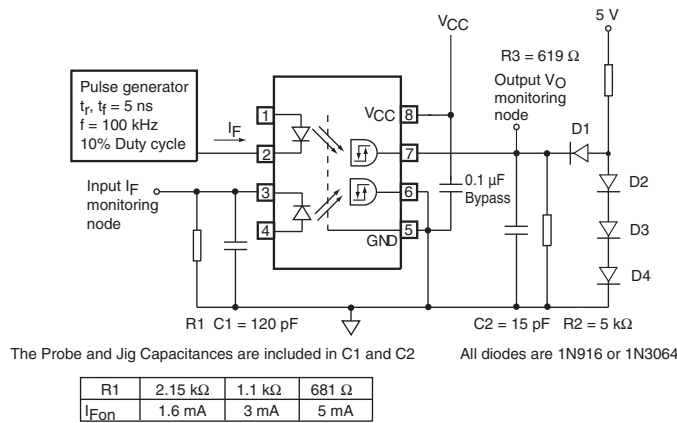 5 V
VCC
R3 = 619 Ω
Output VO
monitoring
node
Pulse generator
tr, tf = 5 ns
f = 100 kHz
10% Duty cycle
IF
1
VCC 8
D1
2
7
D2
0.1 µF
Bypass
Input IF
monitoring
node
3
6
D3
4
GND
5
D4
R1 C1 = 120 pF
C2 = 15 pF R2 = 5 kΩ
The Probe and Jig Capacitances are included in C1 and C2
All diodes are 1N916 or 1N3064
R1 2.15 kΩ 1.1 kΩ 681 Ω
IFon 1.6 mA 3 mA 5 mA